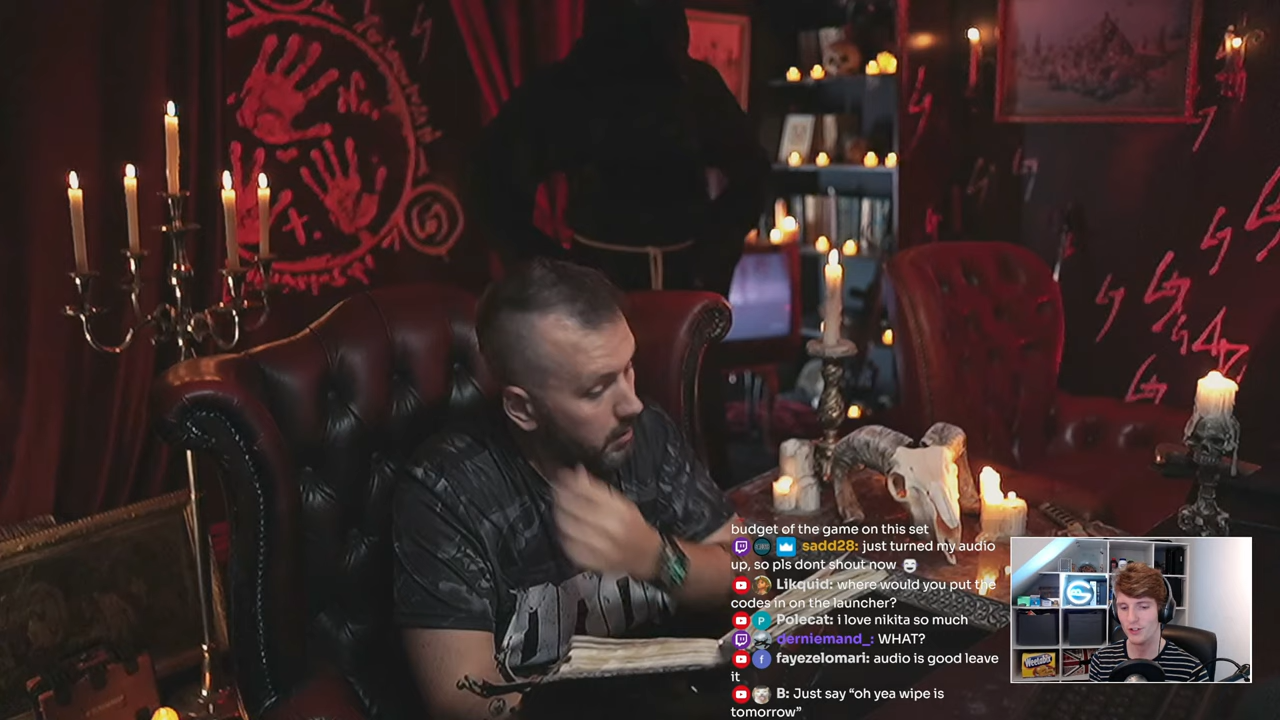 budget of the game on this set
sadd28: just turned my audio
up, so pls dont shout now
Likquid: where would you put the
codes in on the launcher?
P Polecat: i love nikita so much
derniemand_: WHAT?
f fayezelomari: audio is good leave
it
B: Just say “oh yea wipe is
tomorrow”
Weetabix